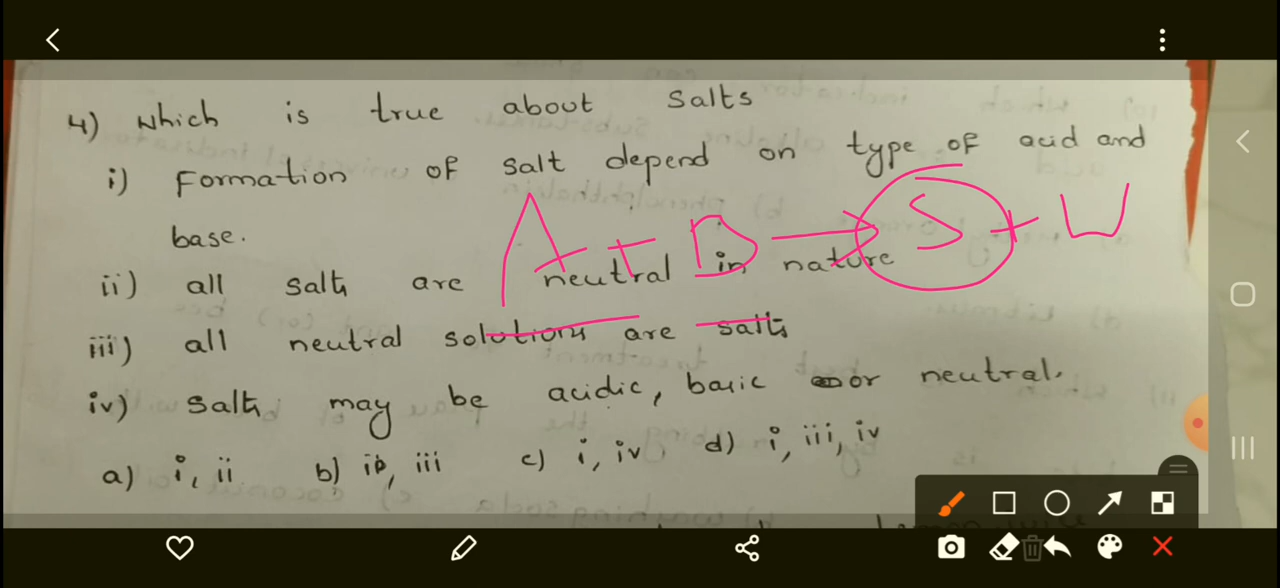 4) Which is true about salts
i) Formation of salt depend on type of acid and
base.
A + B → S + W
ii) all salts are neutral in nature
iii) all neutral solutions are salts
iv) salts may be acidic, basic or neutral.
a) i, ii b) ii, iii c) i, iv d) i, iii, iv